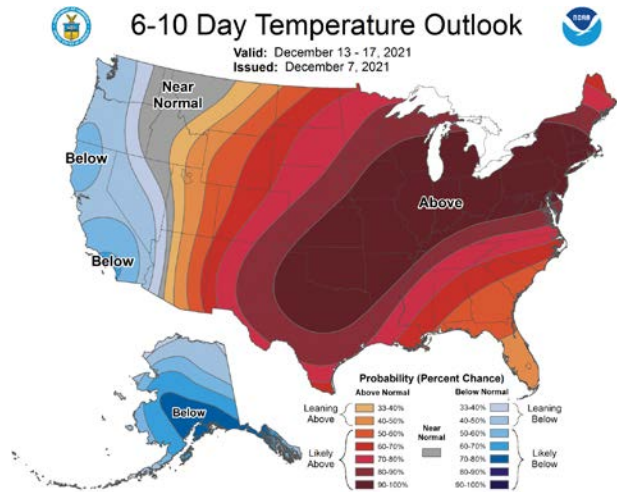 6-10 Day Temperature Outlook
Valid: December 13 - 17, 2021
Issued: December 7, 2021
NOAA
Near
Normal
Below
Below
Above
Below
Probability (Percent Chance)
Above Normal
Below Normal
Leaning
Above
33-40%
40-50%
Likely
Above
50-60%
60-70%
70-80%
80-90%
90-100%
Near
Normal
33-40%
40-50%
Leaning
Below
50-60%
60-70%
70-80%
80-90%
90-100%
Likely
Below